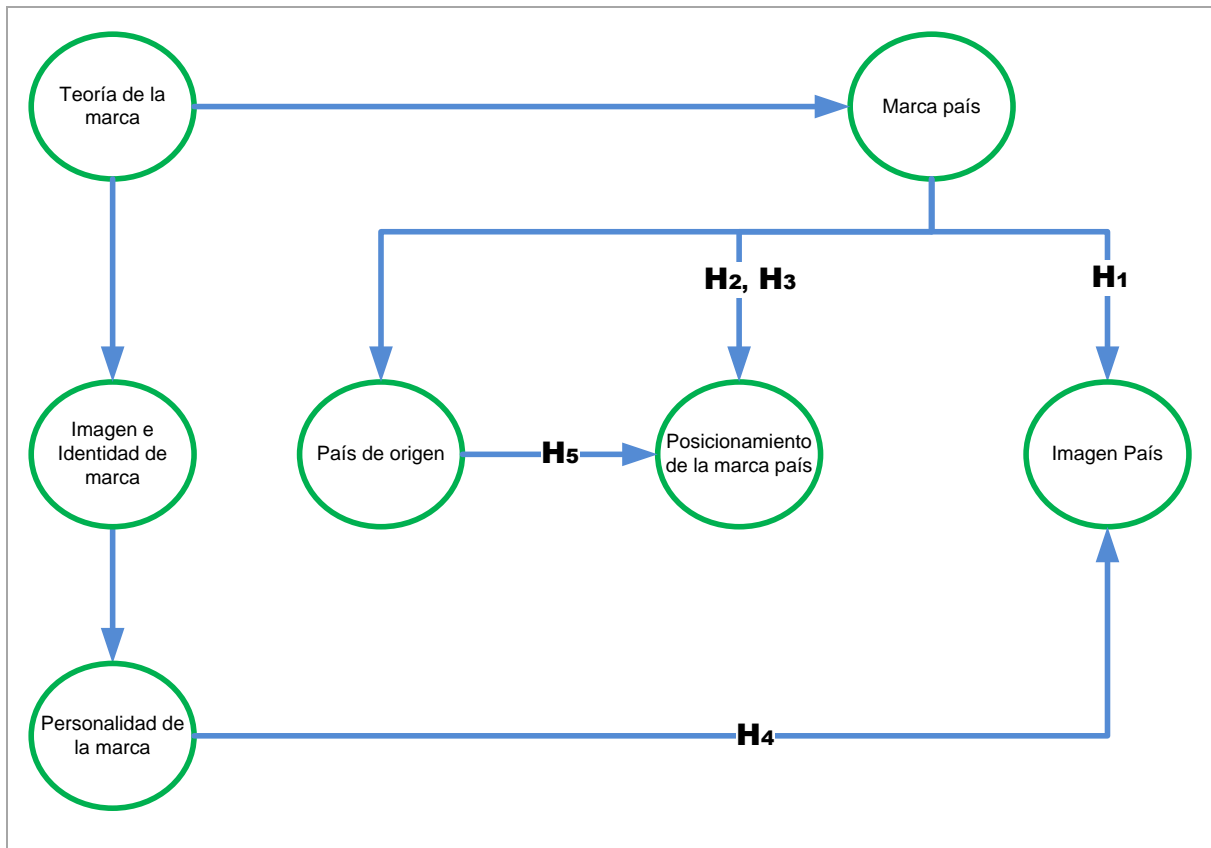 Teoría de la
marca
Marca país
H2, H3
H1
Imagen e
Identidad de
marca
País de origen
H5
Posicionamiento
de la marca país
Imagen País
Personalidad de
la marca
H4